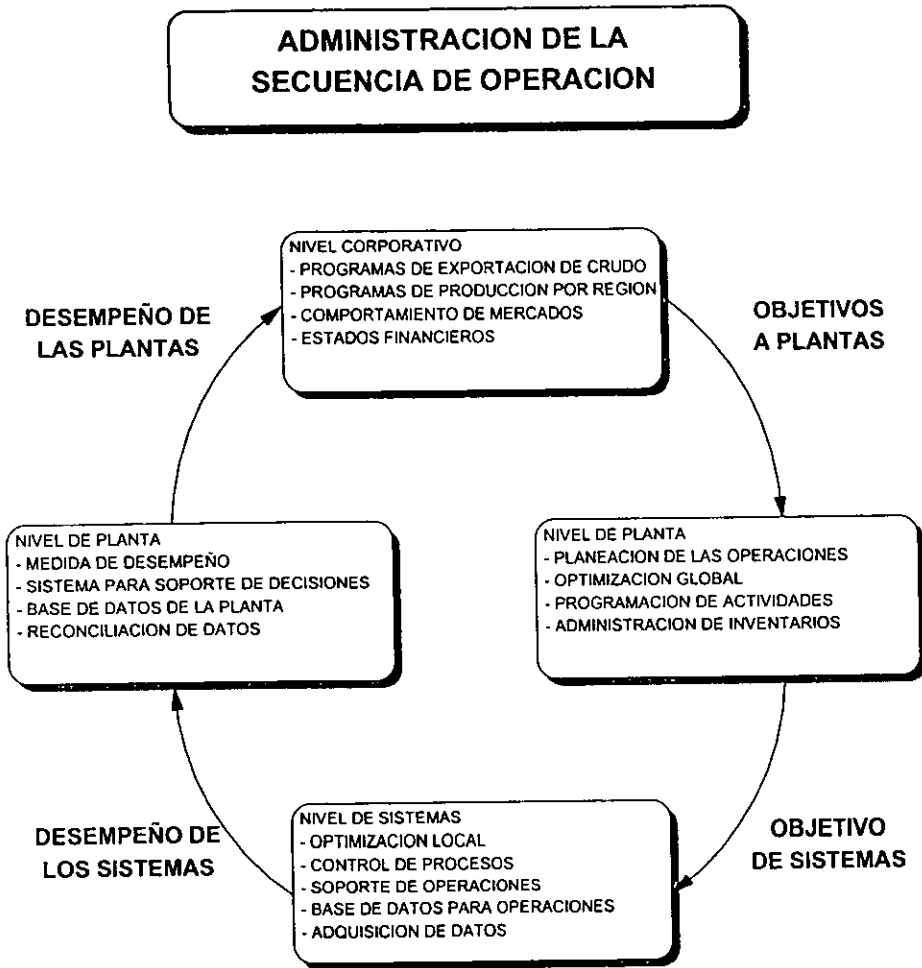 ADMINISTRACION DE LA
SECUENCIA DE OPERACION
NIVEL CORPORATIVO
- PROGRAMAS DE EXPORTACION DE CRUDO
- PROGRAMAS DE PRODUCCION POR REGION
- COMPORTAMIENTO DE MERCADOS
- ESTADOS FINANCIEROS
DESEMPEÑO DE
LAS PLANTAS
OBJETIVOS
A PLANTAS
NIVEL DE PLANTA
- MEDIDA DE DESEMPEÑO
- SISTEMA PARA SOPORTE DE DECISIONES
- BASE DE DATOS DE LA PLANTA
- RECONCILIACION DE DATOS
NIVEL DE PLANTA
- PLANEACION DE LAS OPERACIONES
- OPTIMIZACION GLOBAL
- PROGRAMACION DE ACTIVIDADES
- ADMINISTRACION DE INVENTARIOS
DESEMPEÑO DE
LOS SISTEMAS
NIVEL DE SISTEMAS
- OPTIMIZACION LOCAL
- CONTROL DE PROCESOS
- SOPORTE DE OPERACIONES
- BASE DE DATOS PARA OPERACIONES
- ADQUISICION DE DATOS
OBJETIVO
DE SISTEMAS